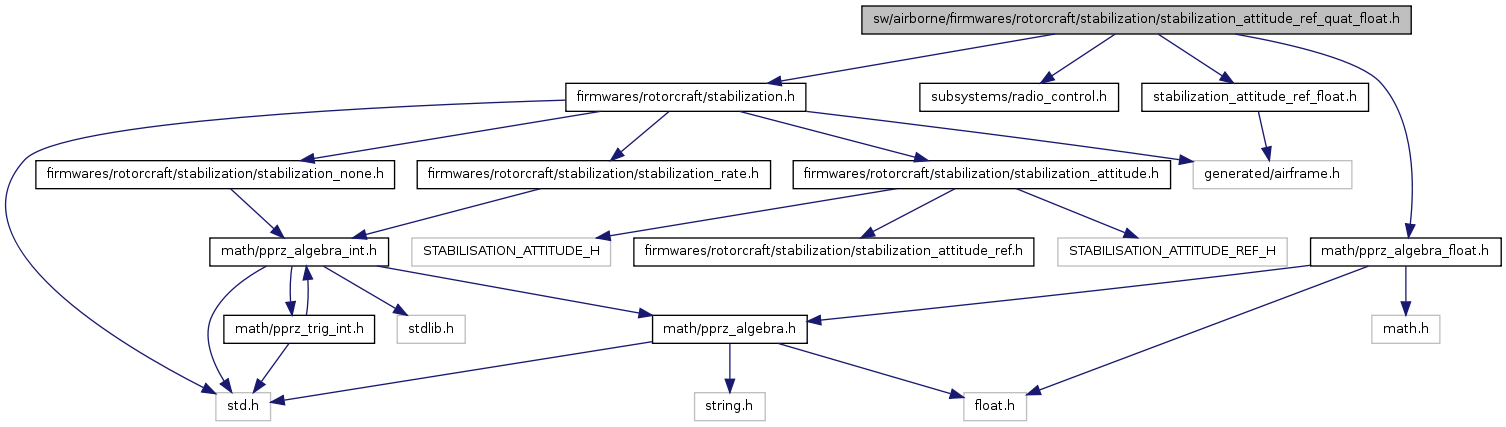 sw/airborne/firmwares/rotorcraft/stabilization/stabilization_attitude_ref_quat_float.h
firmwares/rotorcraft/stabilization.h
subsystems/radio_control.h
stabilization_attitude_ref_float.h
firmwares/rotorcraft/stabilization/stabilization_none.h
firmwares/rotorcraft/stabilization/stabilization_rate.h
firmwares/rotorcraft/stabilization/stabilization_attitude.h
generated/airframe.h
math/pprz_algebra_int.h
STABILISATION_ATTITUDE_H
firmwares/rotorcraft/stabilization/stabilization_attitude_ref.h
STABILISATION_ATTITUDE_REF_H
math/pprz_algebra_float.h
math/pprz_trig_int.h
stdlib.h
math/pprz_algebra.h
math.h
std.h
string.h
float.h